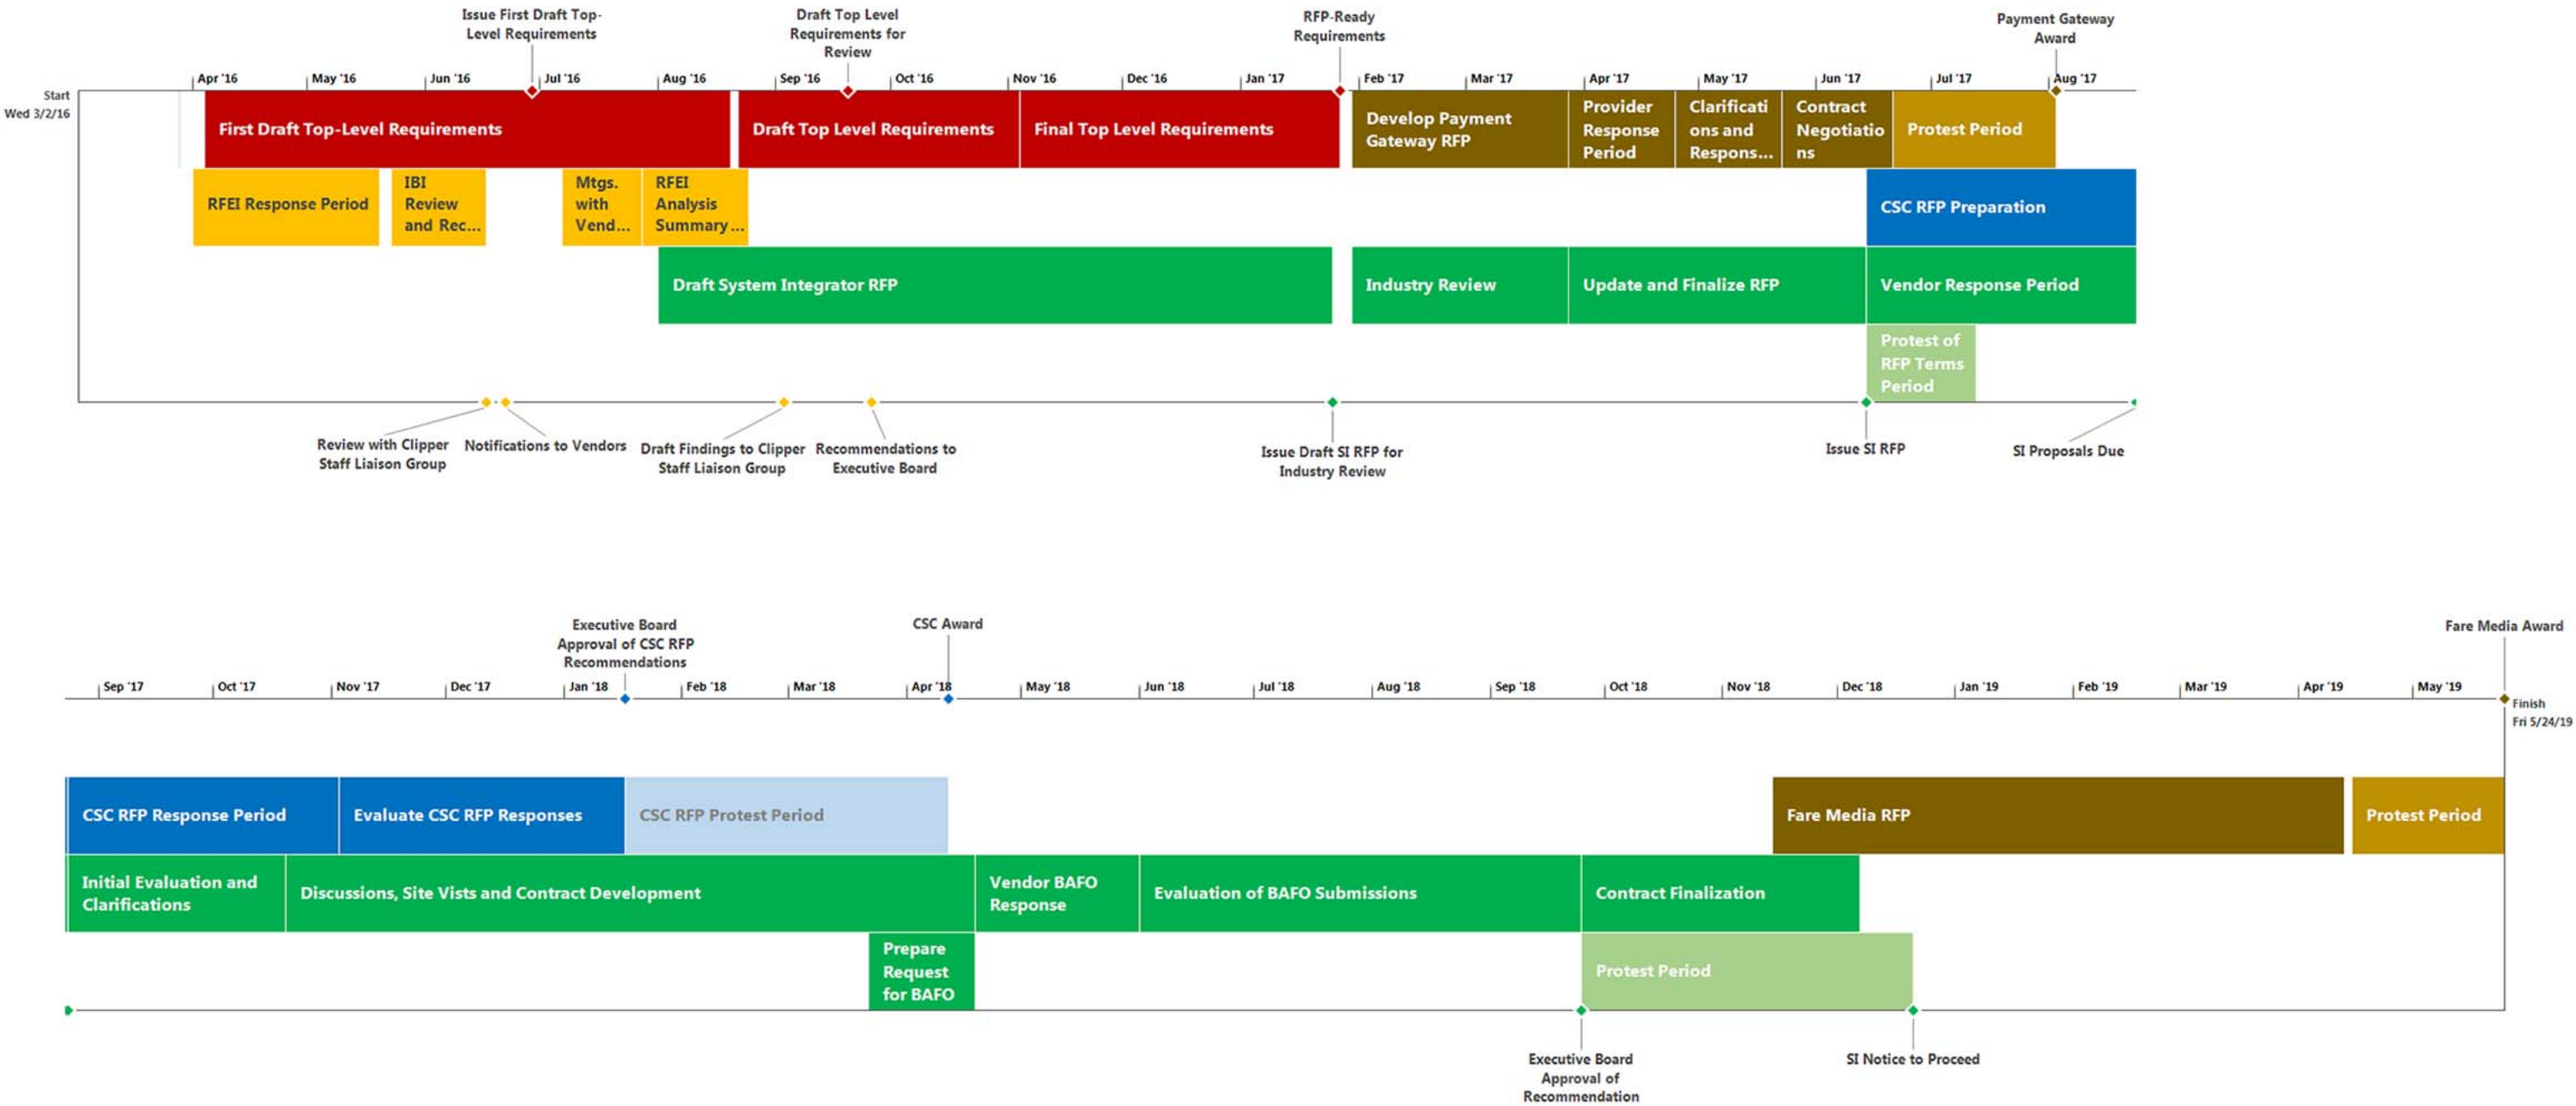 Issue First Draft Top-
Level Requirements
Draft Top Level
Requirements for
Review
RFP-Ready
Requirements
Payment Gateway
Award
Apr '16
May '16
Jun '16
Jul '16
Aug '16
Sep '16
Oct '16
Nov '16
Dec '16
Jan '17
Feb '17
Mar '17
Apr '17
May '17
Jun '17
Jul '17
Aug '17
Start
Wed 3/2/16
First Draft Top-Level Requirements
Draft Top Level Requirements
Final Top Level Requirements
Develop Payment
Gateway RFP
Provider
Response
Period
Clarificati
ons and
Respons...
Contract
Negotiatio
ns
Protest Period
RFEI Response Period
IBI
Review
and Rec...
Mtgs.
with
Vend...
RFEI
Analysis
Summary...
CSC RFP Preparation
Draft System Integrator RFP
Industry Review
Update and Finalize RFP
Vendor Response Period
Protest of
RFP Terms
Period
Review with Clipper
Staff Liaison Group
Notifications to Vendors
Draft Findings to Clipper
Staff Liaison Group
Recommendations to
Executive Board
Issue Draft SI RFP for
Industry Review
Issue SI RFP
SI Proposals Due
Executive Board
Approval of CSC RFP
Recommendations
CSC Award
Fare Media Award
Sep '17
Oct '17
Nov '17
Dec '17
Jan '18
Feb '18
Mar '18
Apr '18
May '18
Jun '18
Jul '18
Aug '18
Sep '18
Oct '18
Nov '18
Dec '18
Jan '19
Feb '19
Mar '19
Apr '19
May '19
Finish
Fri 5/24/19
CSC RFP Response Period
Evaluate CSC RFP Responses
CSC RFP Protest Period
Fare Media RFP
Protest Period
Initial Evaluation and
Clarifications
Discussions, Site Vists and Contract Development
Vendor BAFO
Response
Evaluation of BAFO Submissions
Contract Finalization
Prepare
Request
for BAFO
Protest Period
Executive Board
Approval of
Recommendation
SI Notice to Proceed